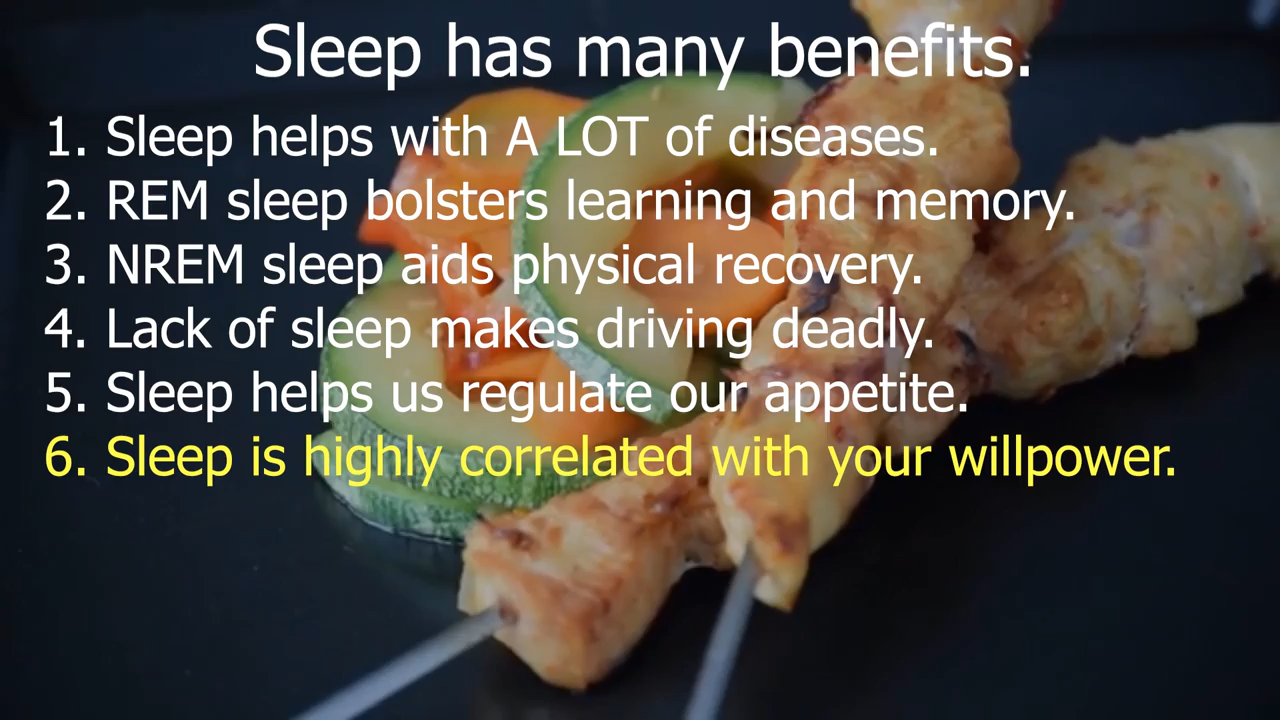 Sleep has many benefits.
1. Sleep helps with A LOT of diseases.
2. REM sleep bolsters learning and memory.
3. NREM sleep aids physical recovery.
4. Lack of sleep makes driving deadly.
5. Sleep helps us regulate our appetite.
6. Sleep is highly correlated with your willpower.